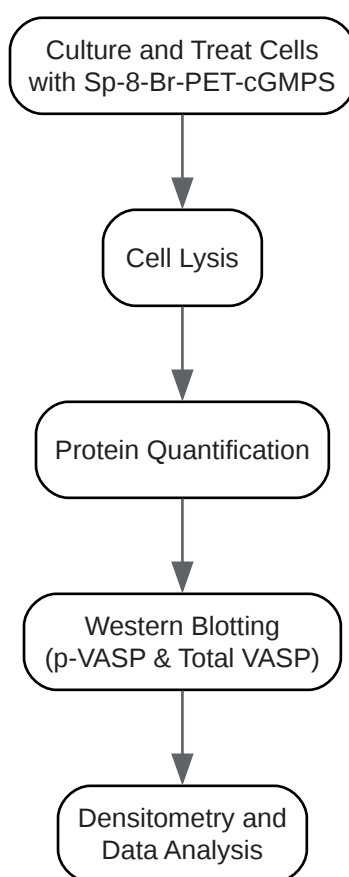 Culture and Treat Cells
with Sp-8-Br-PET-cGMPS
Cell Lysis
Protein Quantification
Western Blotting
(p-VASP & Total VASP)
Densitometry and
Data Analysis